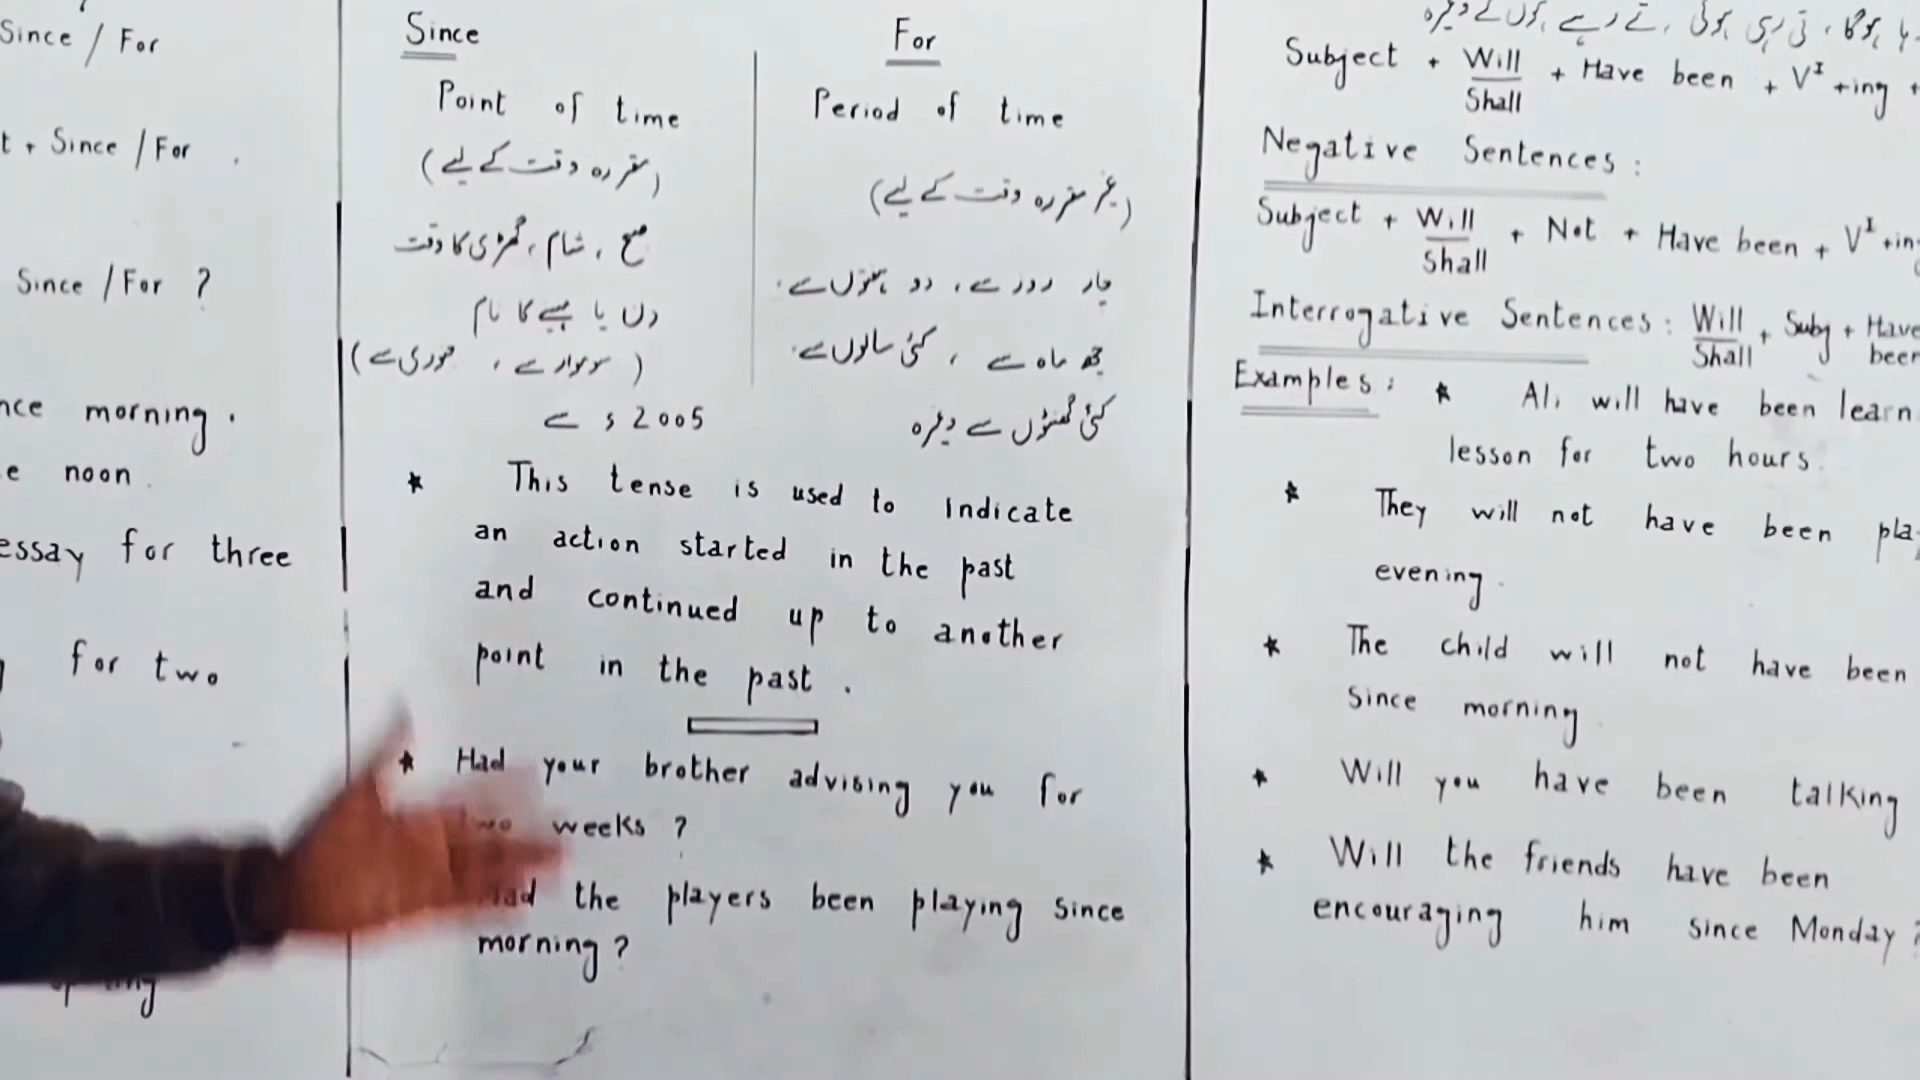 Since / For
t + Since / For .
Since / For ?
nce morning .
e noon .
essay for three
for two
Since
Point of time
(مقررہ وقت کے لیے)
صبح ، شام ، گھڑی کا وقت
دن یا مہینے کا نام
(سوموار سے ، جنوری سے)
2005 ء سے
For
Period of time
(غیر مقررہ وقت کے لیے)
چار روز سے ، دو ہفتوں سے ،
چھ ماہ سے ، کئی سالوں سے ،
کئی گھنٹوں سے وغیرہ
★ This tense is used to indicate
an action started in the past
and continued up to another
point in the past .
★ Had your brother advising you for
two weeks ?
Had the players been playing since
morning ?
Subject + Will/Shall + Have been + V^I +ing +
Negative Sentences :
Subject + Will/Shall + Not + Have been + V^I +in
Interrogative Sentences : Will/Shall + Subj + Have been
Examples : ★ Ali will have been learn
lesson for two hours .
★ They will not have been pla
evening .
★ The child will not have been
Since morning .
★ Will you have been talking
★ Will the friends have been
encouraging him since Monday ?